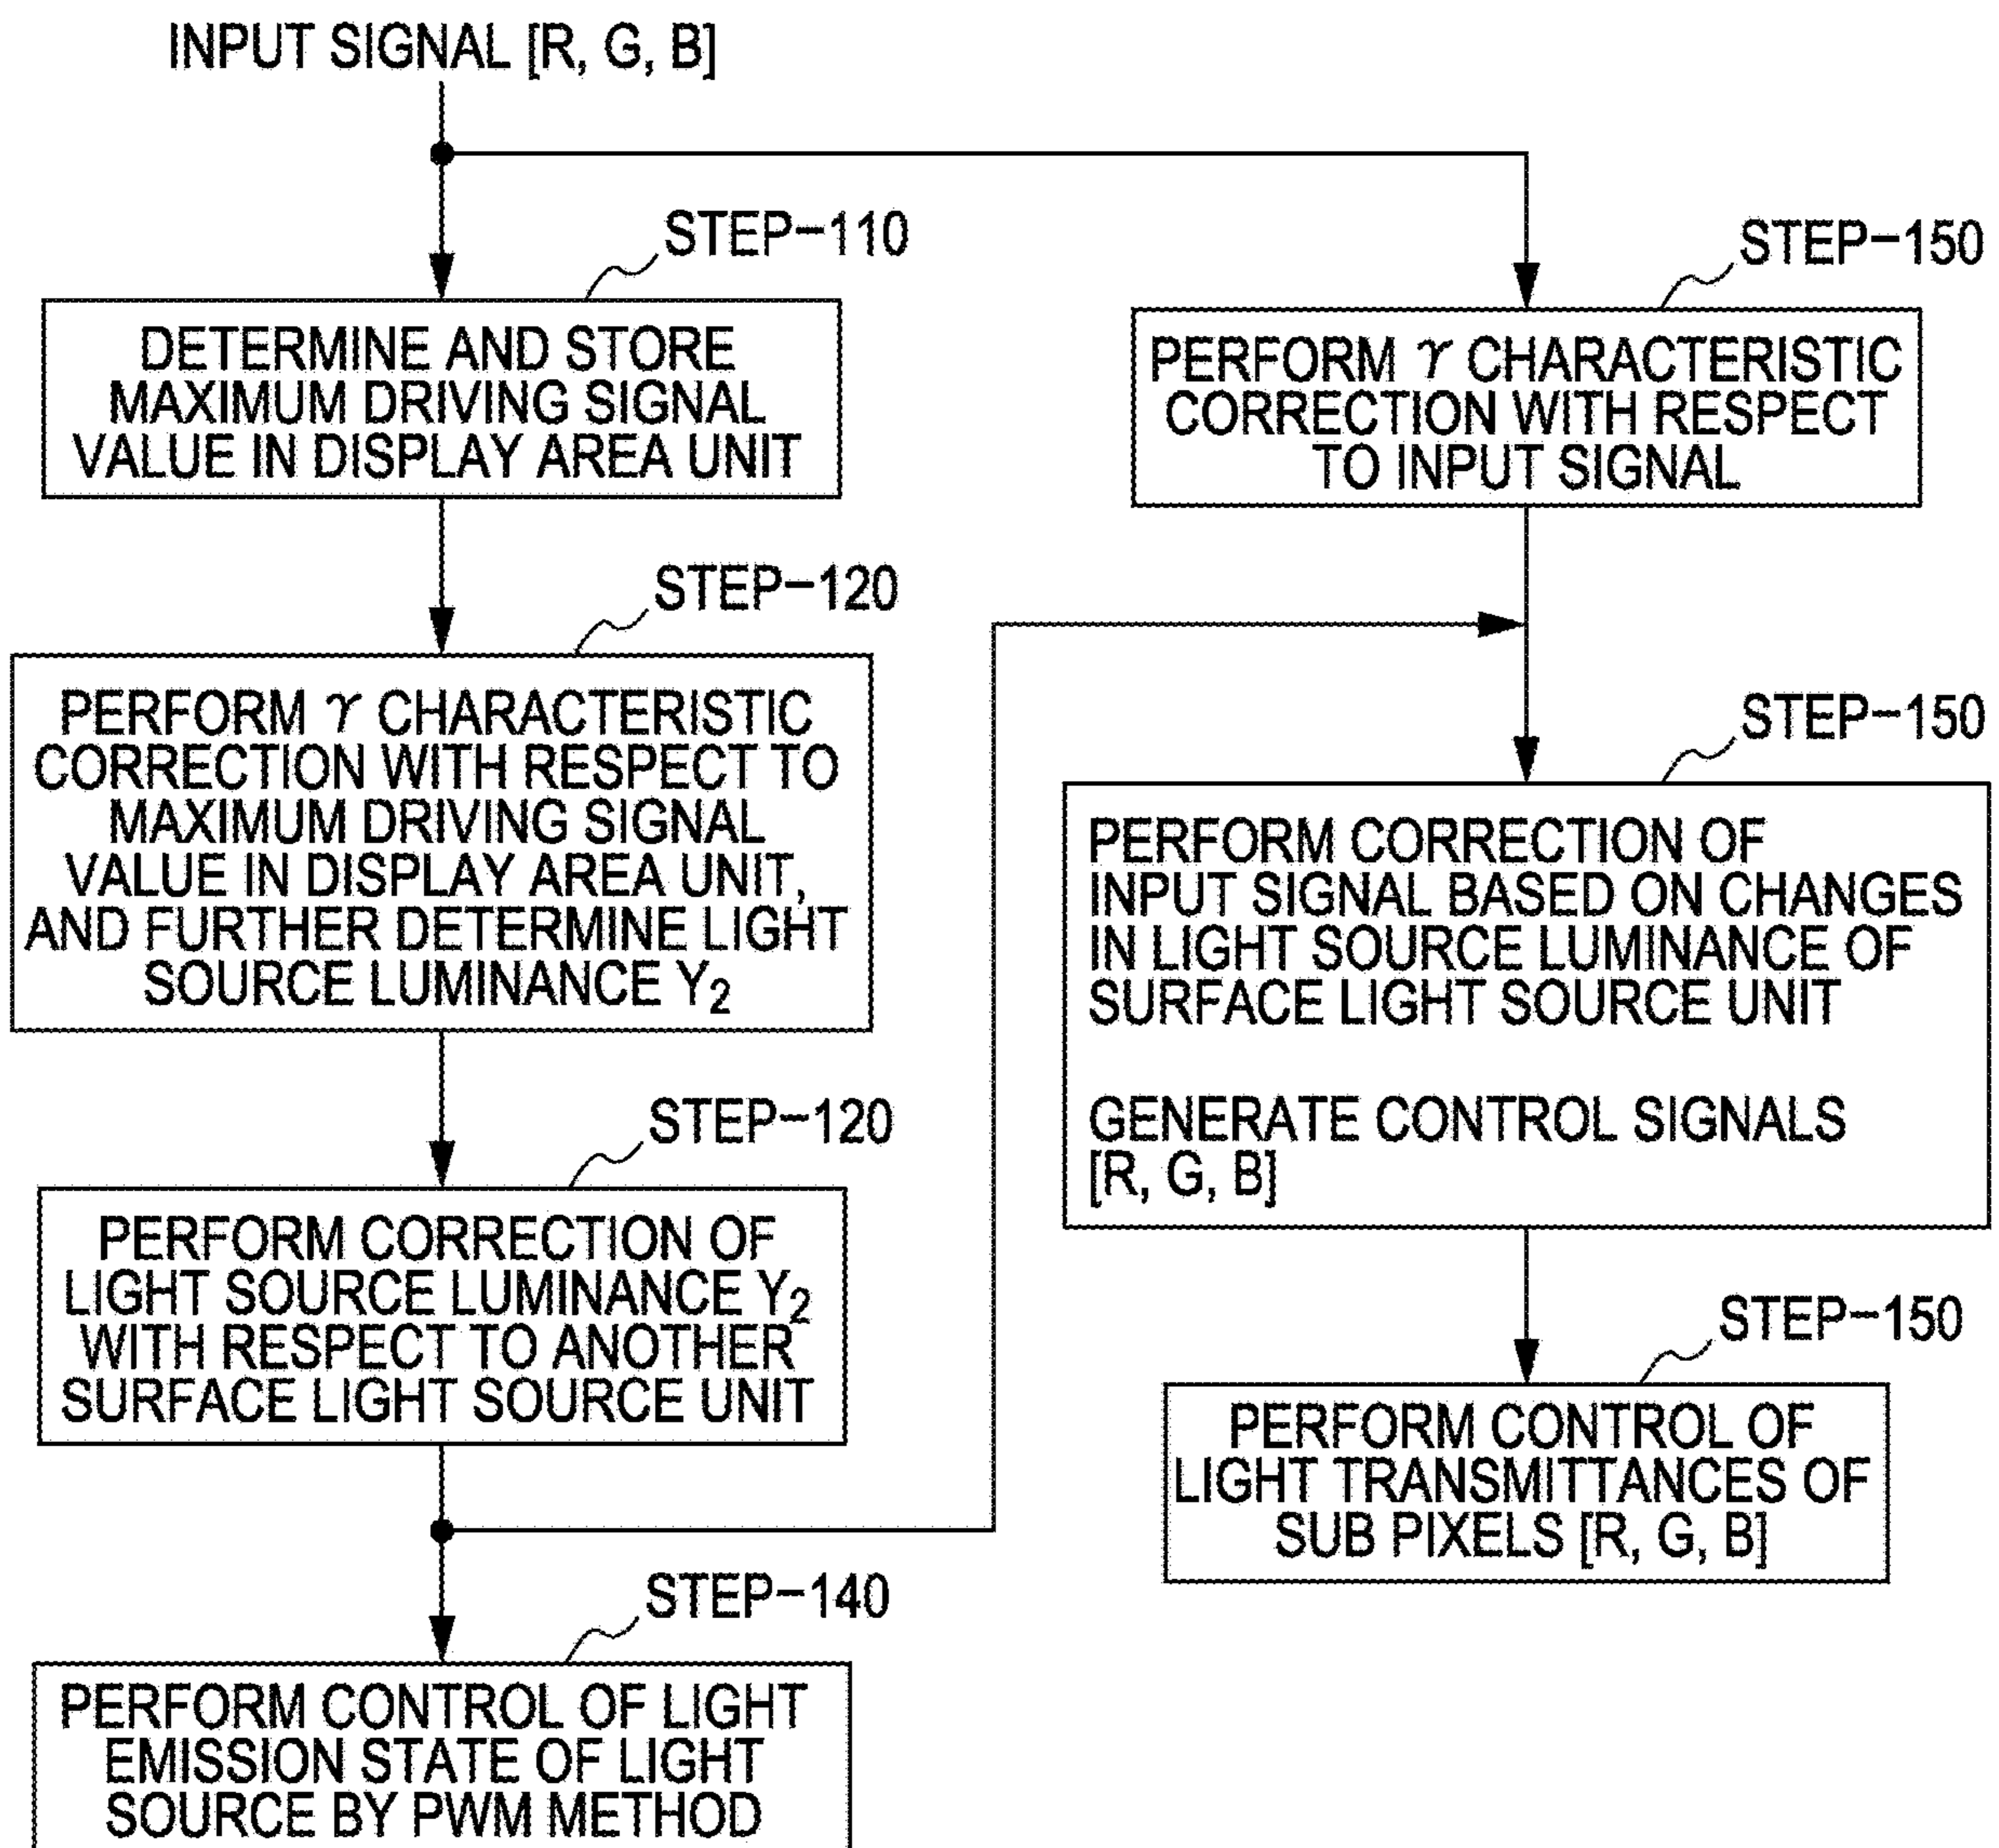 INPUT SIGNAL [R, G, B]
STEP-110
DETERMINE AND STORE
MAXIMUM DRIVING SIGNAL
VALUE IN DISPLAY AREA UNIT
STEP-120
PERFORM γ CHARACTERISTIC
CORRECTION WITH RESPECT TO
MAXIMUM DRIVING SIGNAL
VALUE IN DISPLAY AREA UNIT,
AND FURTHER DETERMINE LIGHT
SOURCE LUMINANCE Y₂
STEP-120
PERFORM CORRECTION OF
LIGHT SOURCE LUMINANCE Y₂
WITH RESPECT TO ANOTHER
SURFACE LIGHT SOURCE UNIT
STEP-140
PERFORM CONTROL OF LIGHT
EMISSION STATE OF LIGHT
SOURCE BY PWM METHOD
STEP-150
PERFORM γ CHARACTERISTIC
CORRECTION WITH RESPECT
TO INPUT SIGNAL
STEP-150
PERFORM CORRECTION OF
INPUT SIGNAL BASED ON CHANGES
IN LIGHT SOURCE LUMINANCE OF
SURFACE LIGHT SOURCE UNIT
GENERATE CONTROL SIGNALS
[R, G, B]
STEP-150
PERFORM CONTROL OF
LIGHT TRANSMITTANCES OF
SUB PIXELS [R, G, B]